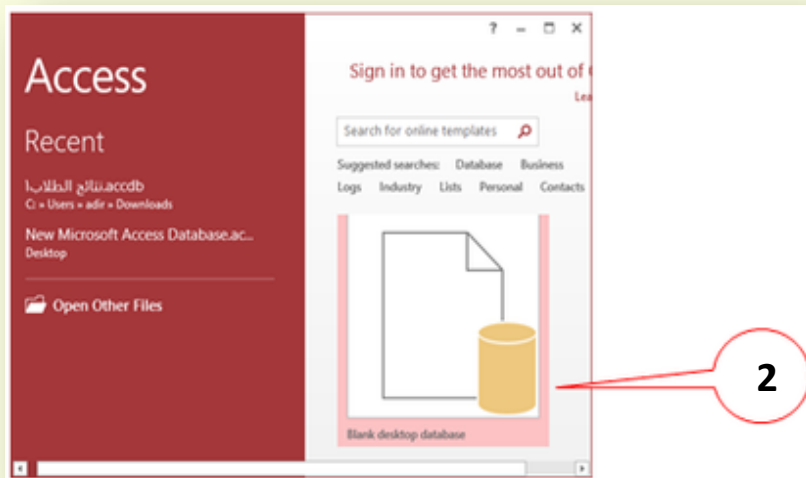 ? – □ ×
Access
Recent
نتائج الطلاب1.accdb
C: » Users » adir » Downloads
New Microsoft Access Database.ac...
Desktop
Open Other Files
Sign in to get the most out of
Lea
Search for online templates
Suggested searches: Database Business
Logs Industry Lists Personal Contacts
Blank desktop database
2